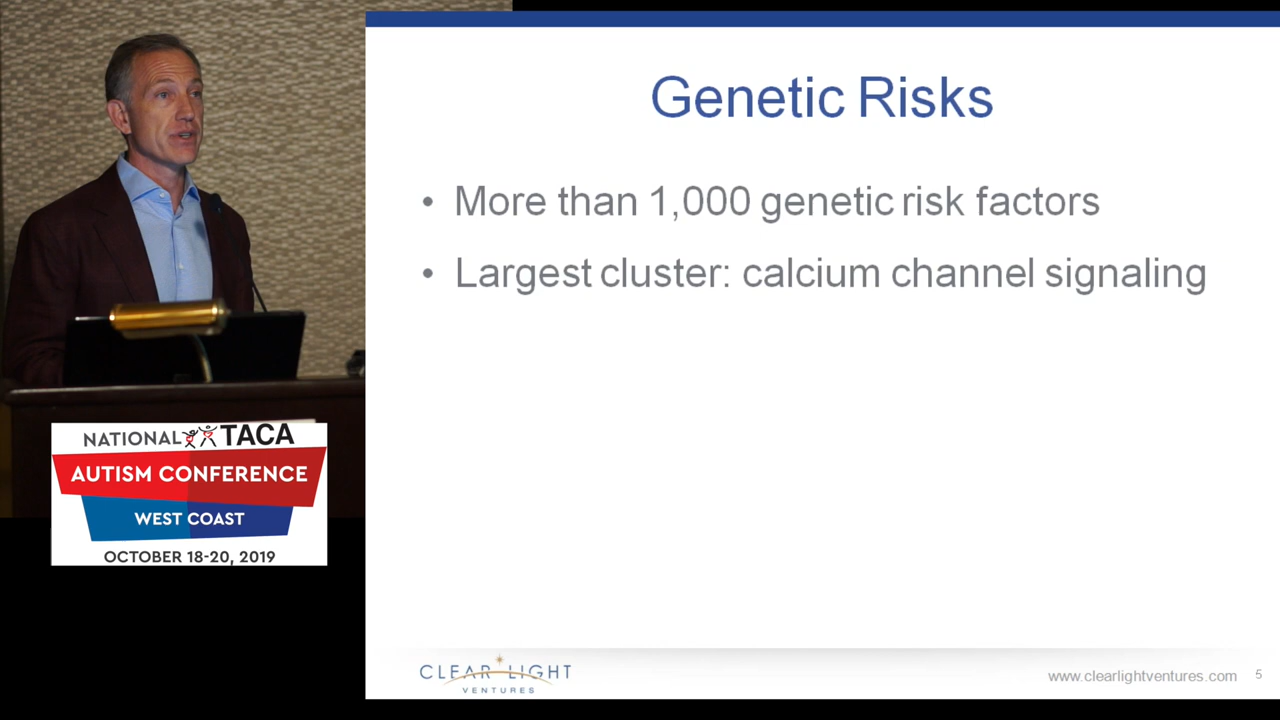 Genetic Risks
• More than 1,000 genetic risk factors
• Largest cluster: calcium channel signaling
NATIONAL TACA
AUTISM CONFERENCE
WEST COAST
OCTOBER 18-20, 2019
CLEAR LIGHT
VENTURES
www.clearlightventures.com 5